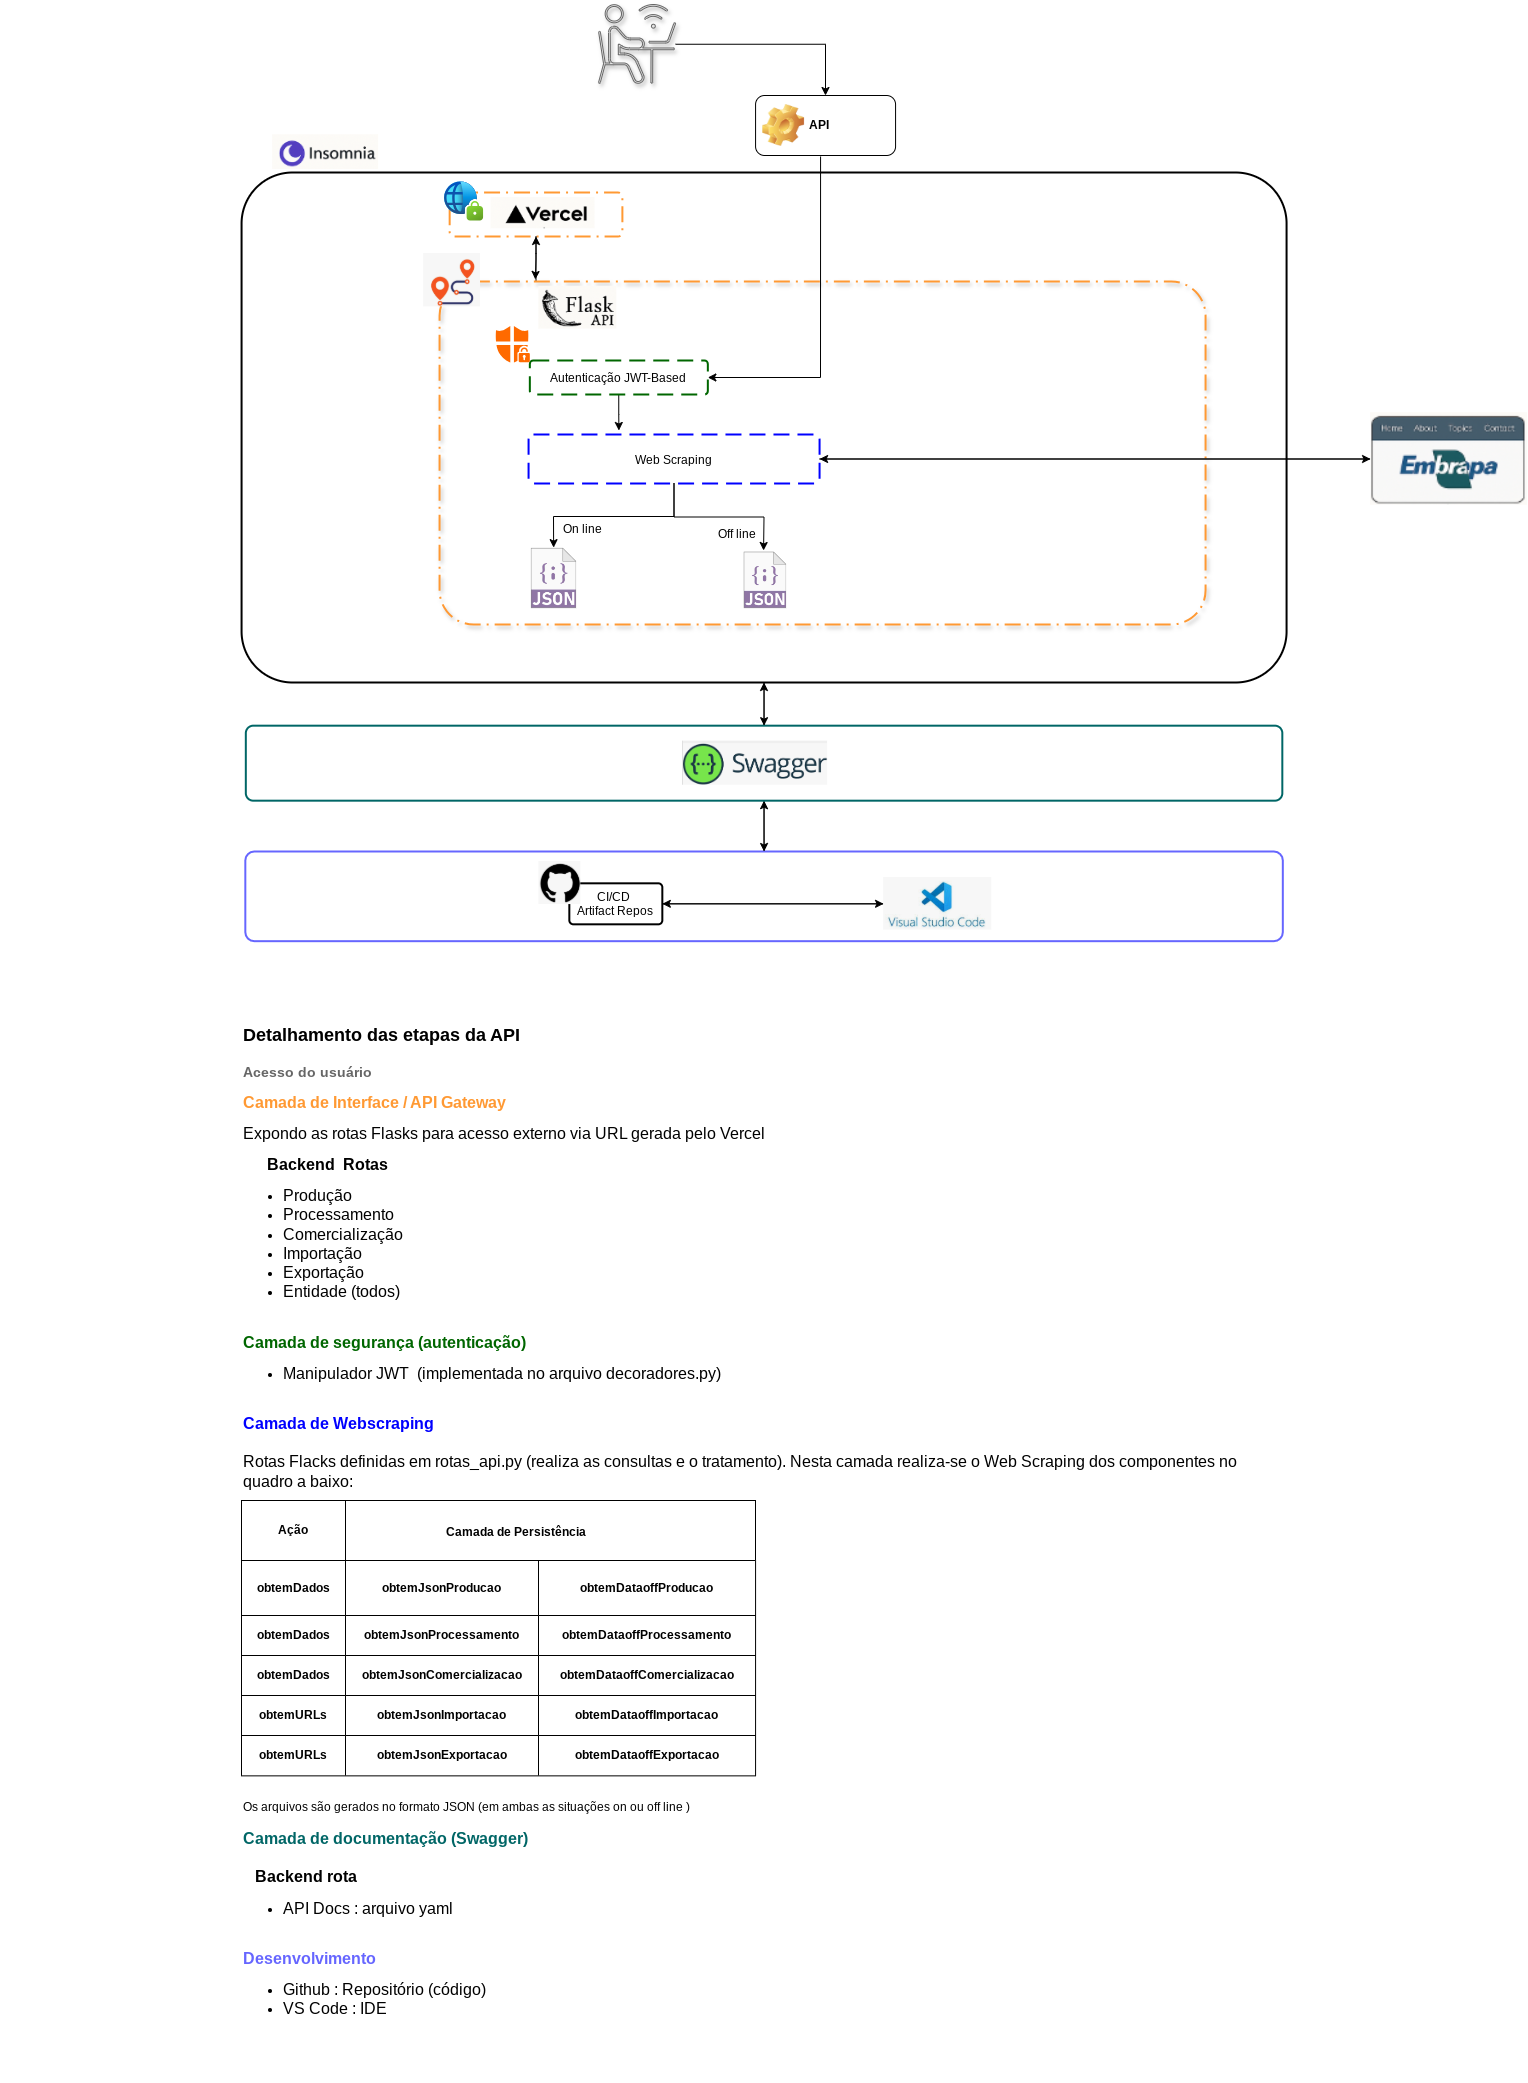 API
Insomnia
Vercel
Flask
API
Autenticação JWT-Based
Web Scraping
Home About Topics Contact
Embrapa
On line
Off line
JSON
JSON
Swagger
CI/CD
Artifact Repos
Visual Studio Code
Detalhamento das etapas da API
Acesso do usuário
Camada de Interface / API Gateway
Expondo as rotas Flasks para acesso externo via URL gerada pelo Vercel
Backend  Rotas
• Produção
• Processamento
• Comercialização
• Importação
• Exportação
• Entidade (todos)
Camada de segurança (autenticação)
• Manipulador JWT  (implementada no arquivo decoradores.py)
Camada de Webscraping
Rotas Flacks definidas em rotas_api.py (realiza as consultas e o tratamento). Nesta camada realiza-se o Web Scraping dos componentes no
quadro a baixo:
Ação Camada de Persistência
obtemDados obtemJsonProducao obtemDataoffProducao
obtemDados obtemJsonProcessamento obtemDataoffProcessamento
obtemDados obtemJsonComercializacao obtemDataoffComercializacao
obtemURLs obtemJsonImportacao obtemDataoffImportacao
obtemURLs obtemJsonExportacao obtemDataoffExportacao
Os arquivos são gerados no formato JSON (em ambas as situações on ou off line )
Camada de documentação (Swagger)
Backend rota
• API Docs : arquivo yaml
Desenvolvimento
• Github : Repositório (código)
• VS Code : IDE